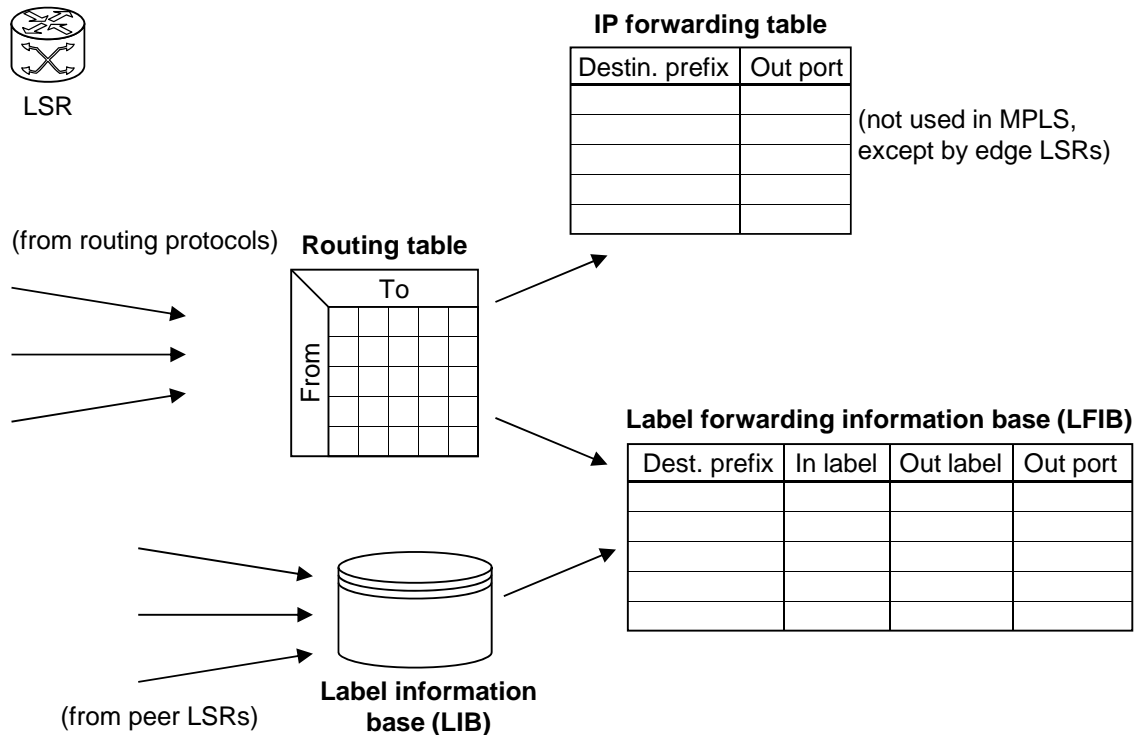 LSR
IP forwarding table
Destin. prefix Out port
(not used in MPLS,
except by edge LSRs)
(from routing protocols)
Routing table
To
From
Label forwarding information base (LFIB)
Dest. prefix In label Out label Out port
(from peer LSRs)
Label information
base (LIB)